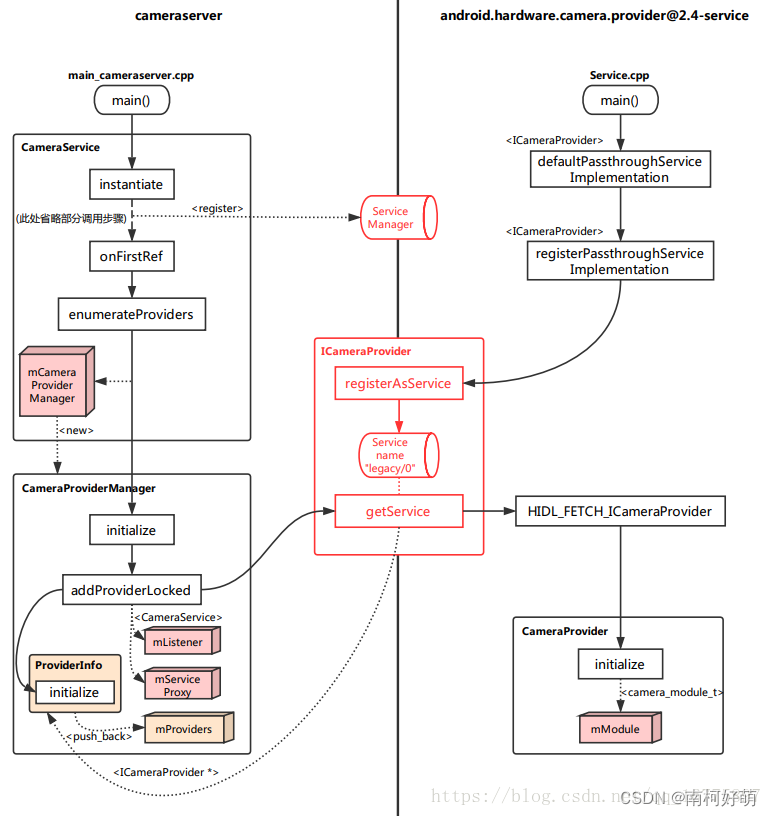 cameraserver
android.hardware.camera.provider@2.4-service
main_cameraserver.cpp
main()
CameraService
instantiate
(此处省略部分调用步骤)
<register>
Service
Manager
onFirstRef
enumerateProviders
mCamera
Provider
Manager
<new>
CameraProviderManager
initialize
addProviderLocked
<CameraService>
mListener
mService
Proxy
ProviderInfo
initialize
<push_back>
mProviders
<ICameraProvider *>
ICameraProvider
registerAsService
Service
name
"legacy/0"
getService
Service.cpp
main()
<ICameraProvider>
defaultPassthroughService
Implementation
<ICameraProvider>
registerPassthroughService
Implementation
HIDL_FETCH_ICameraProvider
CameraProvider
initialize
<camera_module_t>
mModule
https://blog.csdn.net/
CSDN @南柯好萌